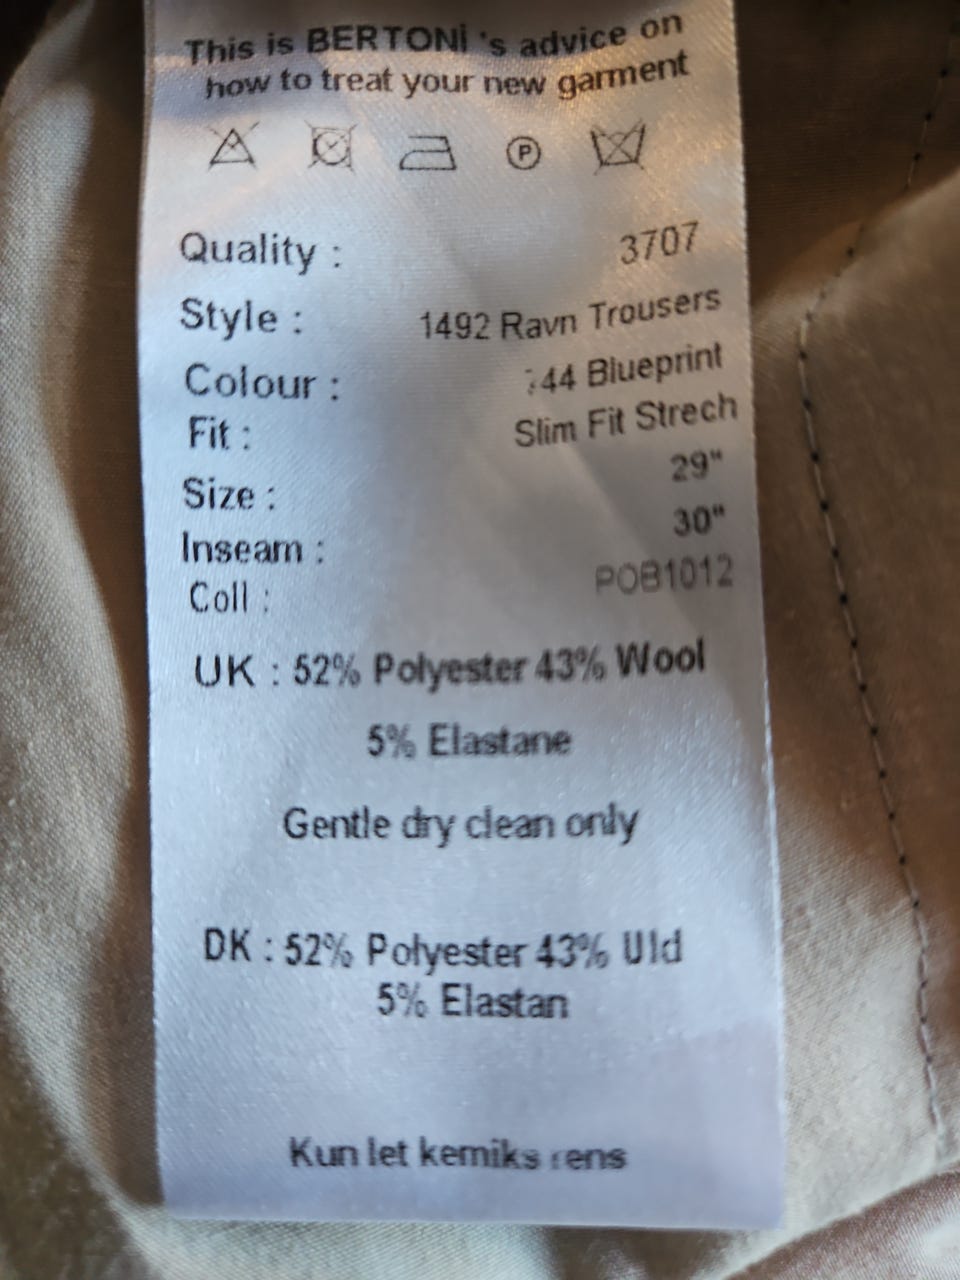 This is BERTONi 's advice on
how to treat your new garment
P
Quality : 3707
Style : 1492 Ravn Trousers
Colour : 44 Blueprint
Fit : Slim Fit Strech
Size : 29"
Inseam : 30"
Coll : POB1012
UK : 52% Polyester 43% Wool
5% Elastane
Gentle dry clean only
DK : 52% Polyester 43% Uld
5% Elastan
Kun let kemiks rens